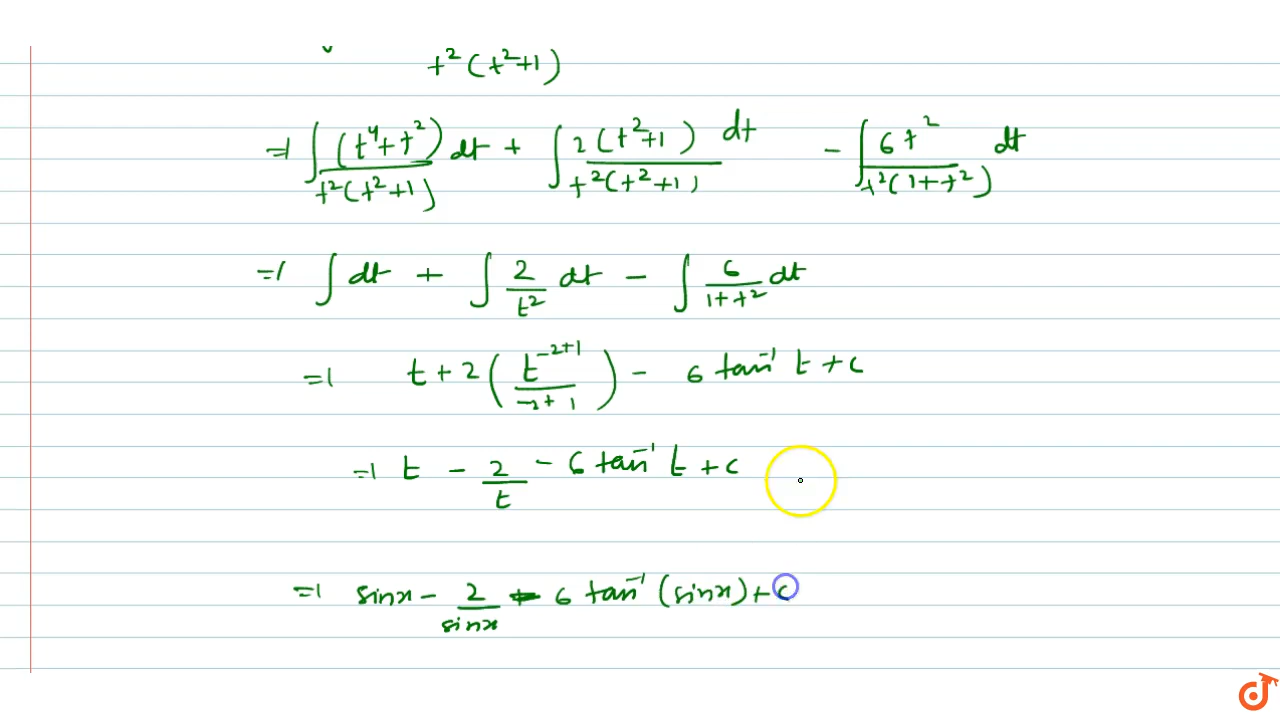 t²(t²+1)
=) ∫ (t⁴+t²)/t²(t²+1) dt + ∫ 2(t²+1)/t²(t²+1) dt - ∫ 6t²/t²(1+t²) dt
=) ∫ dt + ∫ 2/t² dt - ∫ 6/1+t² dt
=) t + 2(t⁻²⁺¹/-2+1) - 6 tan⁻¹ t + c
=) t - 2/t - 6 tan⁻¹ t + c
=) sinx - 2/sinx - 6 tan⁻¹ (sinx) + c